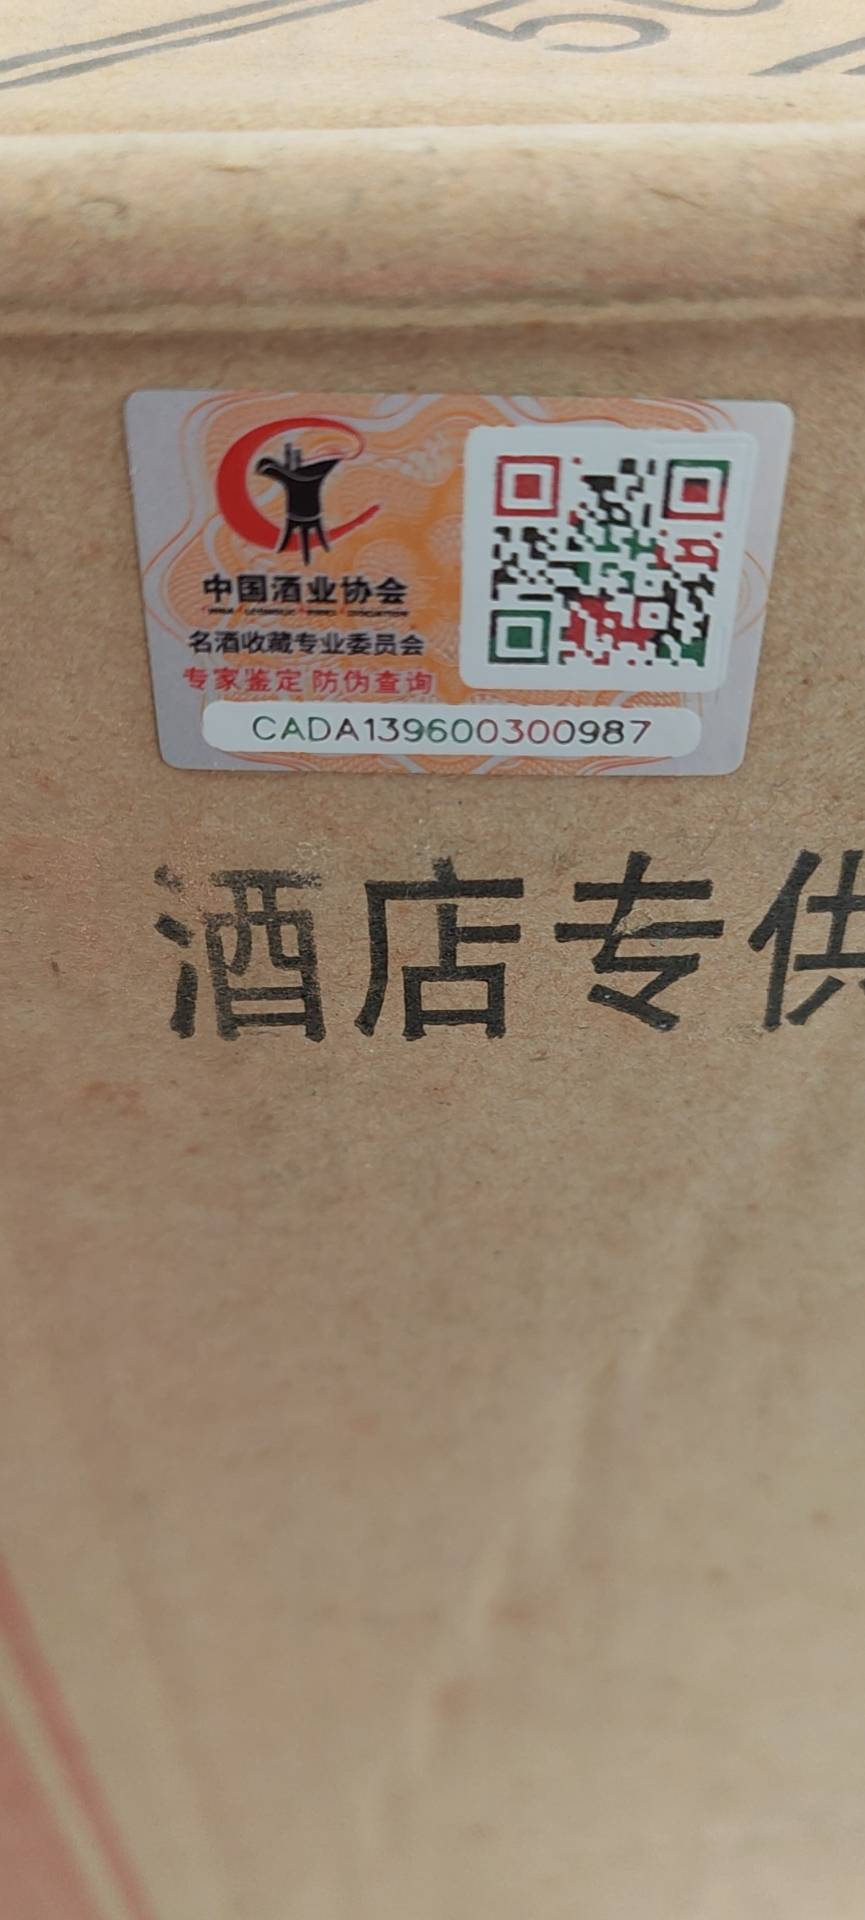 中国酒业协会
名酒收藏专业委员会
专家鉴定 防伪查询
CADA139600300987
酒店专供